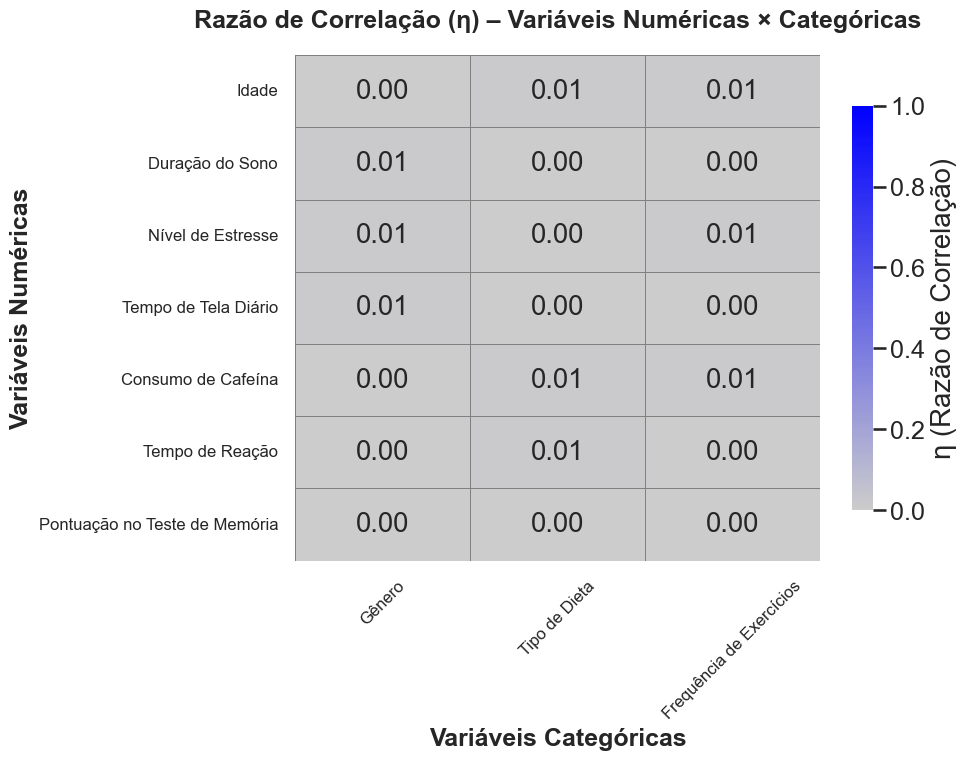 Razão de Correlação (η) – Variáveis Numéricas × Categóricas
Variáveis Numéricas
Idade 0.00 0.01 0.01
Duração do Sono 0.01 0.00 0.00
Nível de Estresse 0.01 0.00 0.01
Tempo de Tela Diário 0.01 0.00 0.00
Consumo de Cafeína 0.00 0.01 0.01
Tempo de Reação 0.00 0.01 0.00
Pontuação no Teste de Memória 0.00 0.00 0.00
Gênero
Tipo de Dieta
Frequência de Exercícios
Variáveis Categóricas
1.0
0.8
0.6
0.4
0.2
0.0
η (Razão de Correlação)